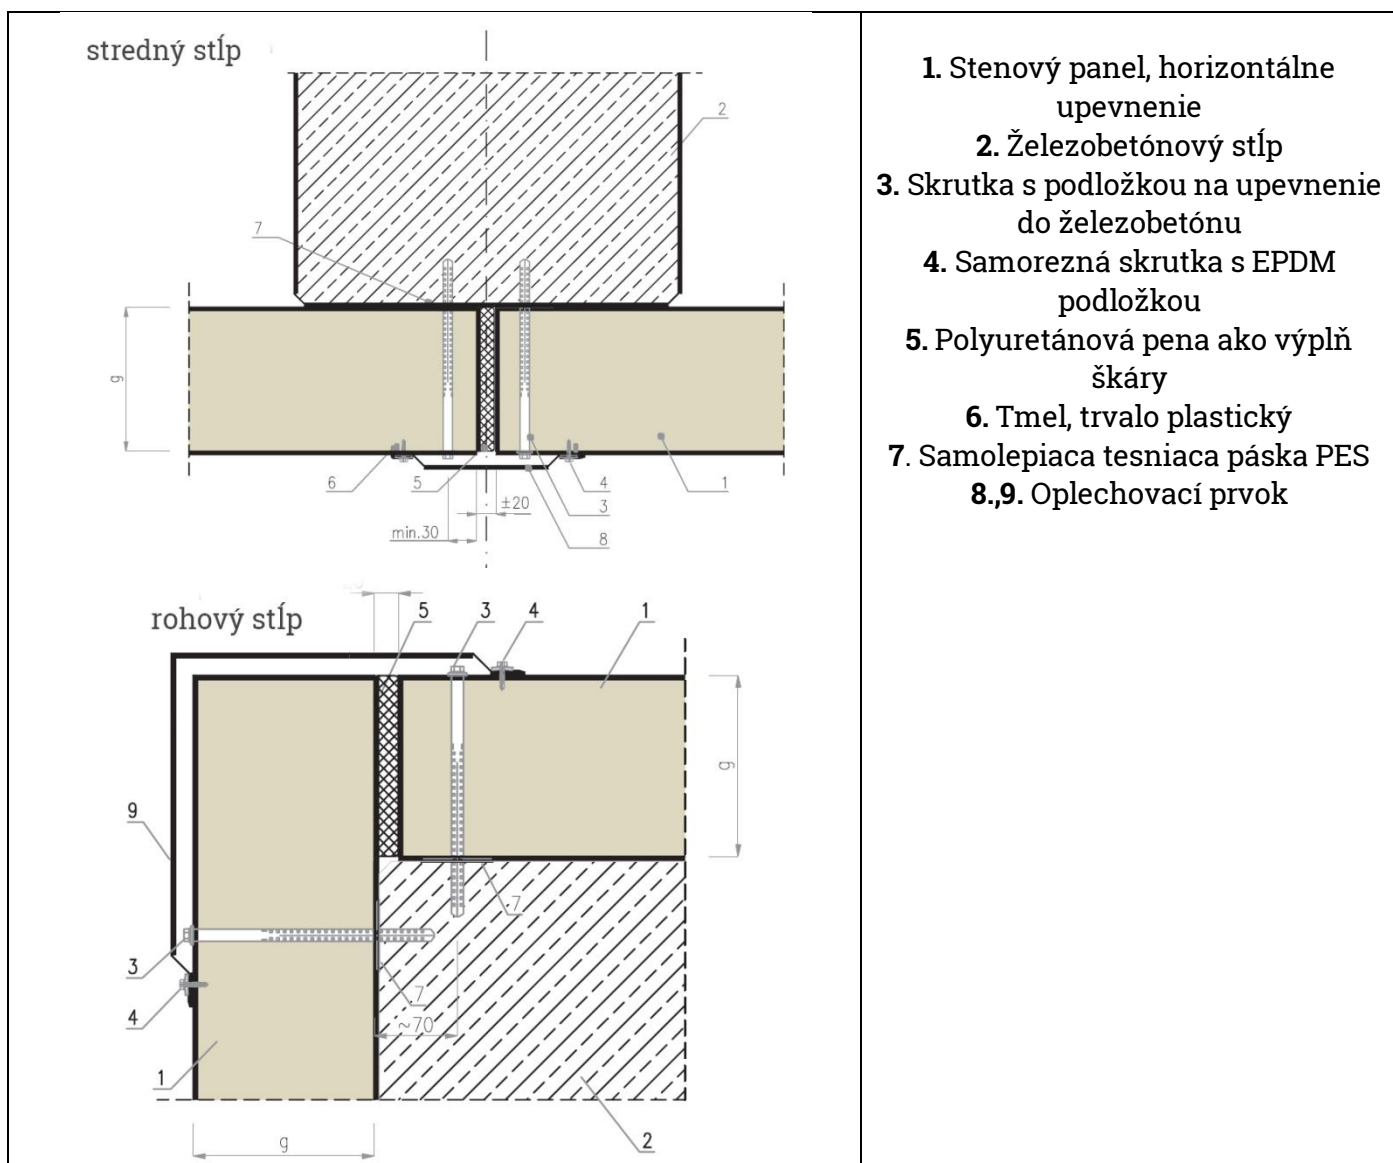 stredný stĺp
2
7
g
6
5
4
1
±20
3
min.30
8
rohový stĺp
5
3
4
1
g
9
7
3
7
4
~70
1
2
g
1. Stenový panel, horizontálne
upevnenie
2. Železobetónový stĺp
3. Skrutka s podložkou na upevnenie
do železobetónu
4. Samorezná skrutka s EPDM
podložkou
5. Polyuretánová pena ako výplň
škáry
6. Tmel, trvalo plastický
7. Samolepiaca tesniaca páska PES
8.,9. Oplechovací prvok